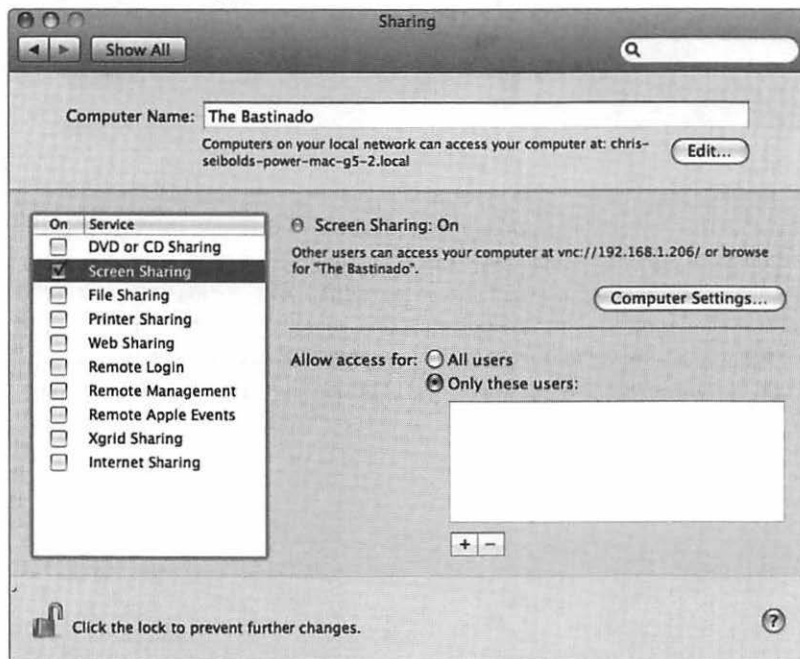 Sharing
Show All
Computer Name: The Bastinado
Computers on your local network can access your computer at: chris-
seibolds-power-mac-g5-2.local
Edit...
On Service
DVD or CD Sharing
Screen Sharing
File Sharing
Printer Sharing
Web Sharing
Remote Login
Remote Management
Remote Apple Events
Xgrid Sharing
Internet Sharing
Screen Sharing: On
Other users can access your computer at vnc://192.168.1.206/ or browse
for "The Bastinado".
Computer Settings...
Allow access for: All users
Only these users:
+ −
Click the lock to prevent further changes.
?